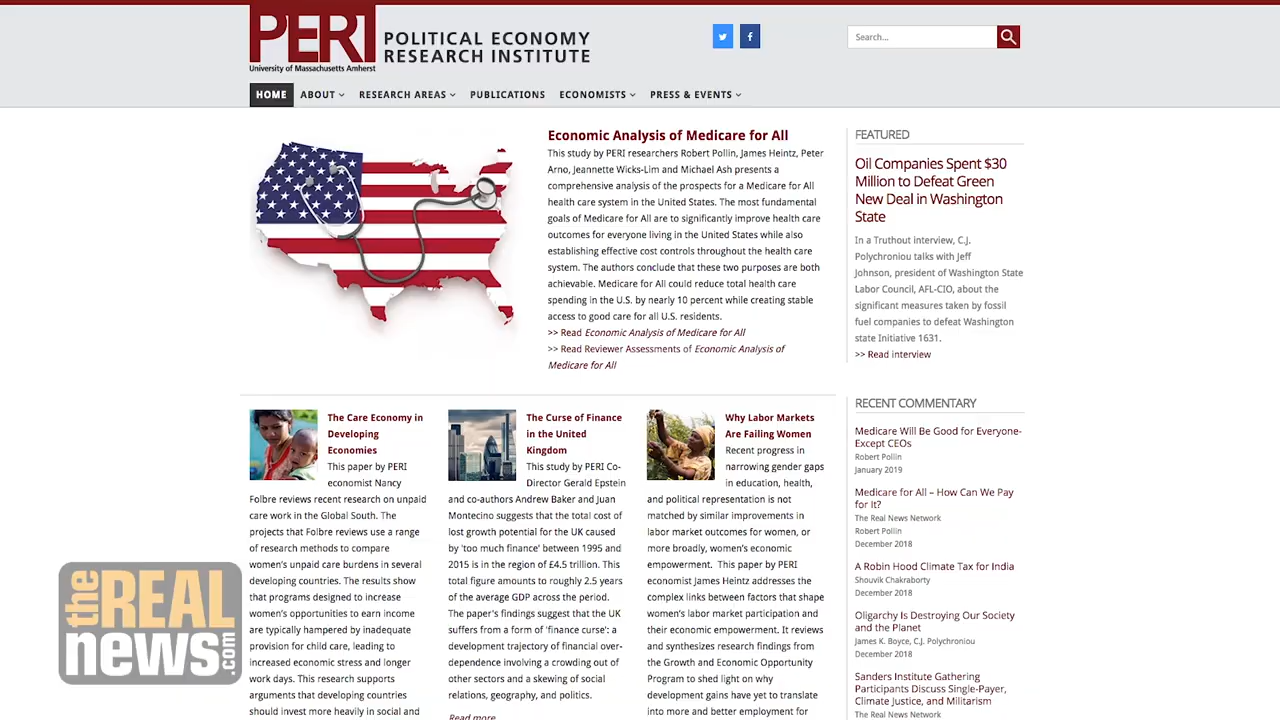 PERI
University of Massachusetts Amherst
POLITICAL ECONOMY
RESEARCH INSTITUTE
Search...
HOME
ABOUT
RESEARCH AREAS
PUBLICATIONS
ECONOMISTS
PRESS & EVENTS
Economic Analysis of Medicare for All
This study by PERI researchers Robert Pollin, James Heintz, Peter
Arno, Jeannette Wicks-Lim and Michael Ash presents a
comprehensive analysis of the prospects for a Medicare for All
health care system in the United States. The most fundamental
goals of Medicare for All are to significantly improve health care
outcomes for everyone living in the United States while also
establishing effective cost controls throughout the health care
system. The authors conclude that these two purposes are both
achievable. Medicare for All could reduce total health care
spending in the U.S. by nearly 10 percent while creating stable
access to good care for all U.S. residents.
>> Read Economic Analysis of Medicare for All
>> Read Reviewer Assessments of Economic Analysis of
Medicare for All
FEATURED
Oil Companies Spent $30
Million to Defeat Green
New Deal in Washington
State
In a Truthout interview, C.J.
Polychroniou talks with Jeff
Johnson, president of Washington State
Labor Council, AFL-CIO, about the
significant measures taken by fossil
fuel companies to defeat Washington
state Initiative 1631.
>> Read interview
The Care Economy in
Developing
Economies
This paper by PERI
economist Nancy
Folbre reviews recent research on unpaid
care work in the Global South. The
projects that Folbre reviews use a range
of research methods to compare
women's unpaid care burdens in several
developing countries. The results show
that programs designed to increase
women's opportunities to earn income
are typically hampered by inadequate
provision for child care, leading to
increased economic stress and longer
work days. This research supports
arguments that developing countries
should invest more heavily in social and
The Curse of Finance
in the United
Kingdom
This study by PERI Co-
Director Gerald Epstein
and co-authors Andrew Baker and Juan
Montecino suggests that the total cost of
lost growth potential for the UK caused
by 'too much finance' between 1995 and
2015 is in the region of £4.5 trillion. This
total figure amounts to roughly 2.5 years
of the average GDP across the period.
The paper's findings suggest that the UK
suffers from a form of 'finance curse': a
development trajectory of financial over-
dependence involving a crowding out of
other sectors and a skewing of social
relations, geography, and politics.
Read more
Why Labor Markets
Are Failing Women
Recent progress in
narrowing gender gaps
in education, health,
and political representation is not
matched by similar improvements in
labor market outcomes for women, or
more broadly, women's economic
empowerment. This paper by PERI
economist James Heintz addresses the
complex links between factors that shape
women's labor market participation and
their economic empowerment. It reviews
and synthesizes research findings from
the Growth and Economic Opportunity
Program to shed light on why
development gains have yet to translate
into more and better employment for
RECENT COMMENTARY
Medicare Will Be Good for Everyone-
Except CEOs
Robert Pollin
January 2019
Medicare for All – How Can We Pay
for It?
The Real News Network
Robert Pollin
December 2018
A Robin Hood Climate Tax for India
Shouvik Chakraborty
December 2018
Oligarchy Is Destroying Our Society
and the Planet
James K. Boyce, C.J. Polychroniou
December 2018
Sanders Institute Gathering
Participants Discuss Single-Payer,
Climate Justice, and Militarism
The Real News Network
the REAL
news.com